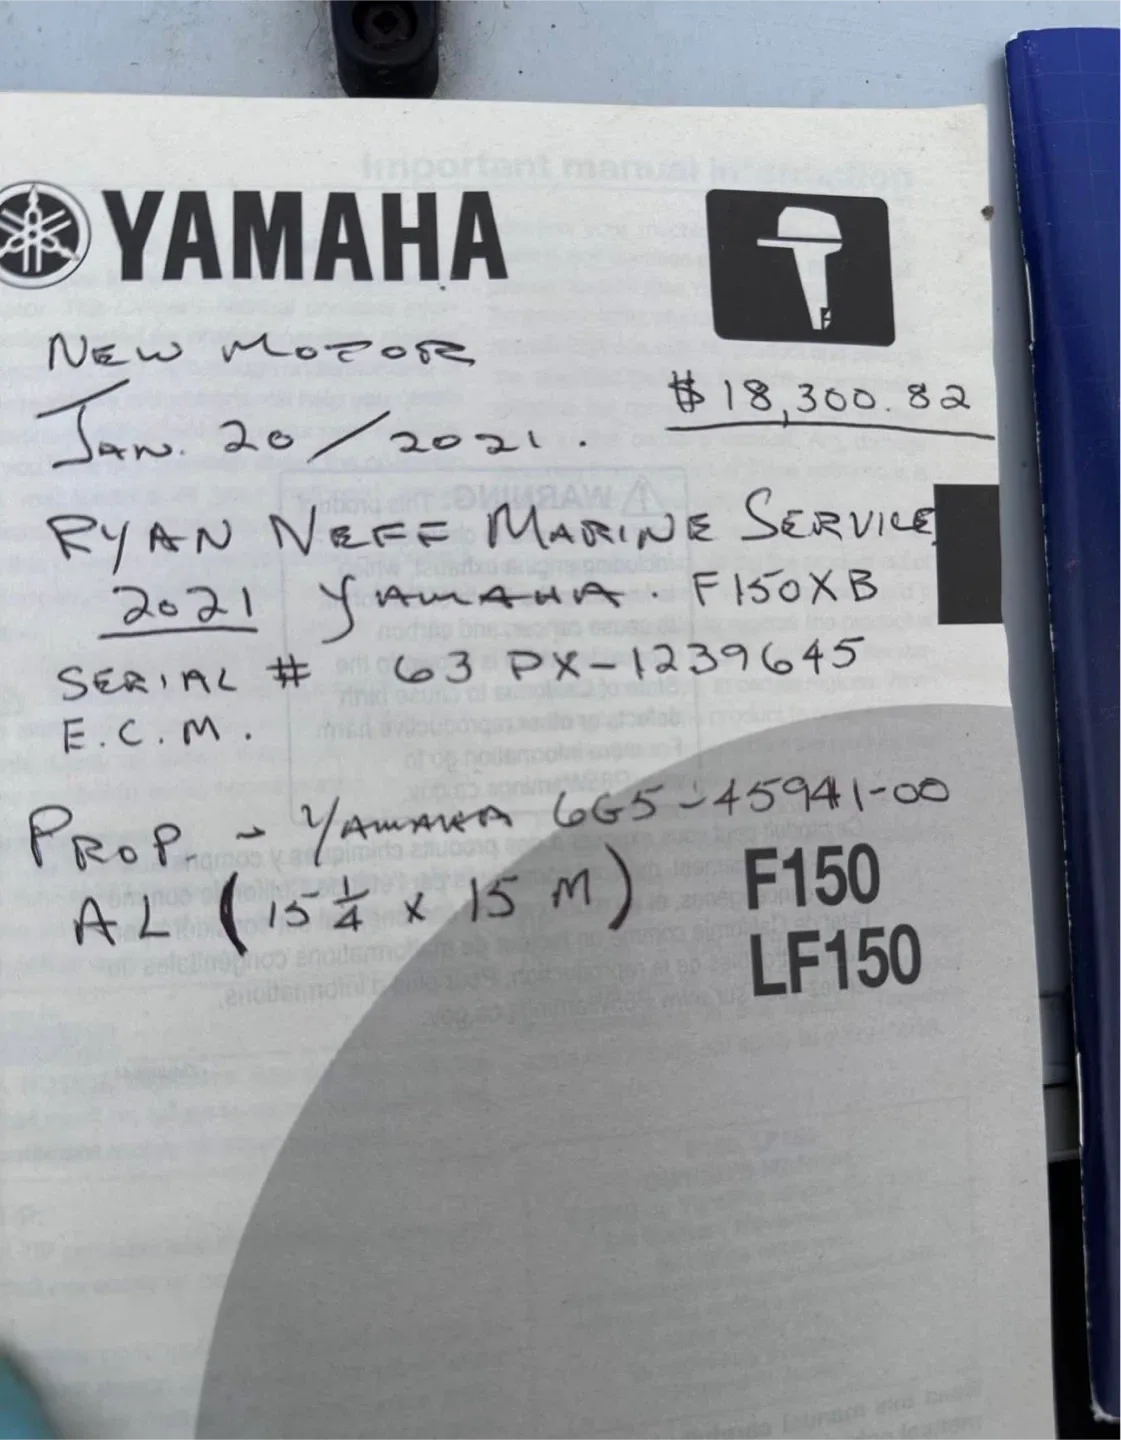 YAMAHA
NEW MOTOR
$18,300.82
JAN. 20/2021.
RYAN NEFF MARINE SERVICE
2021 YAMAHA. F150XB
SERIAL # 63PX-1239645
E.C.M.
PROP. - YAMAHA 6G5-45941-00
AL (15 1/4 x 15 M)
F150
LF150